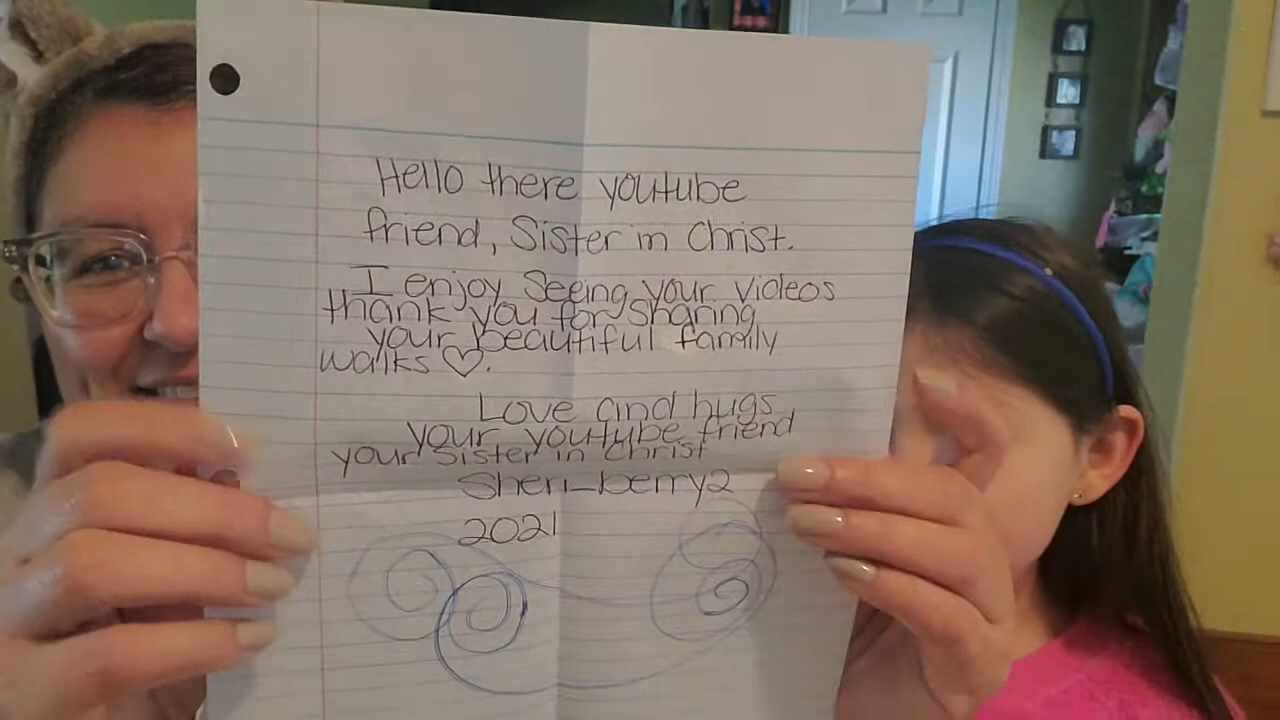 Hello there youtube
friend, Sister in Christ.
I enjoy Seeing your videos
thank you for sharing
your beautiful family
walks ♡.
Love and hugs
your youtube friend
your Sister in Christ
Sheri_berry2
2021